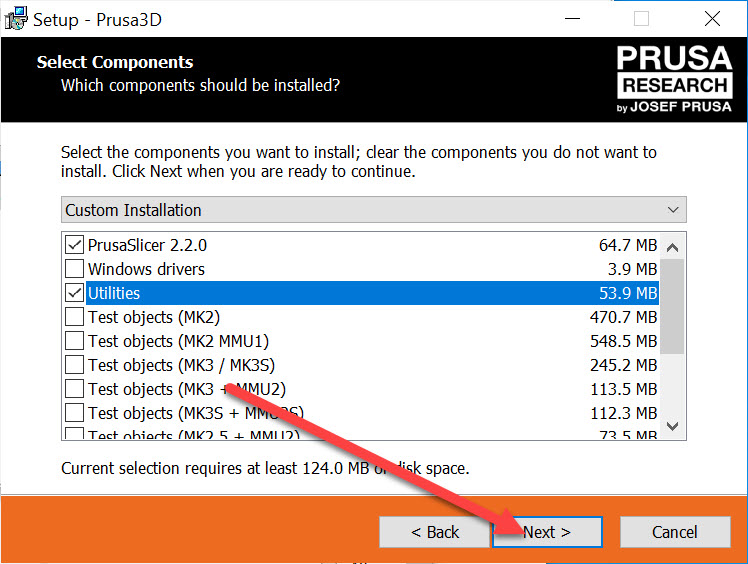 Setup - Prusa3D
Select Components
Which components should be installed?
PRUSA
RESEARCH
by JOSEF PRUSA
Select the components you want to install; clear the components you do not want to
install. Click Next when you are ready to continue.
Custom Installation
PrusaSlicer 2.2.0 64.7 MB
Windows drivers 3.9 MB
Utilities 53.9 MB
Test objects (MK2) 470.7 MB
Test objects (MK2 MMU1) 548.5 MB
Test objects (MK3 / MK3S) 245.2 MB
Test objects (MK3 + MMU2) 113.5 MB
Test objects (MK3S + MMU2S) 112.3 MB
Test objects (MK2.5 + MMU2) 73.5 MB
Current selection requires at least 124.0 MB of disk space.
< Back Next > Cancel